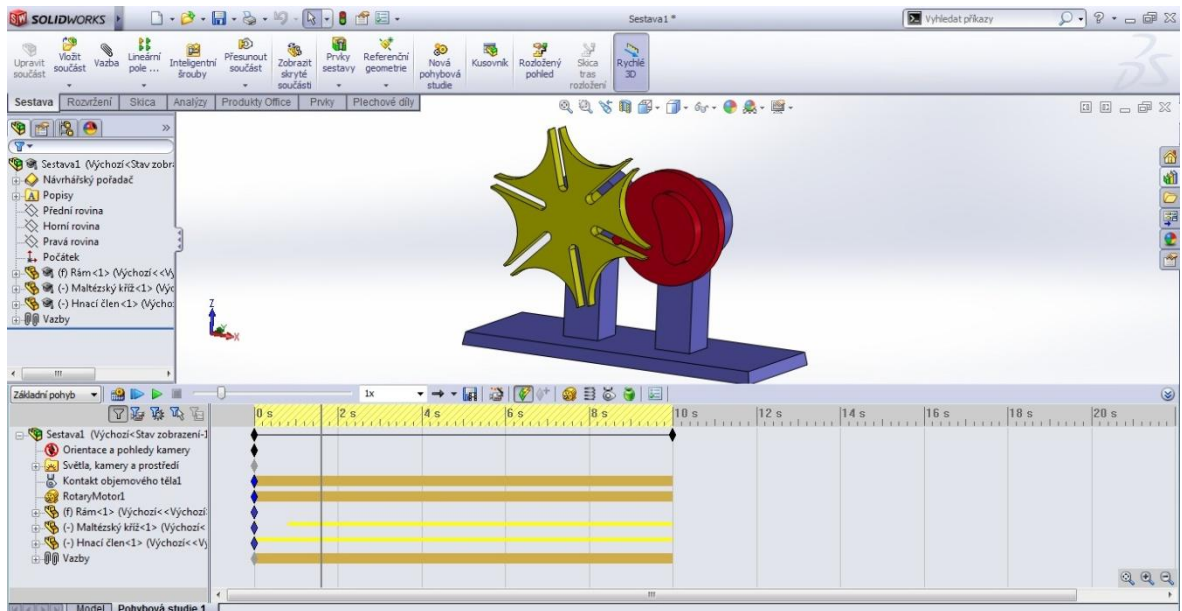 SOLIDWORKS
Sestava1 *
Vyhledat příkazy
Upravit součást
Vložit součást
Vazba
Lineární pole ...
Inteligentní šrouby
Přesunout součást
Zobrazit skryté součásti
Prvky sestavy
Referenční geometrie
Nová pohybová studie
Kusovník
Rozložený pohled
Skica tras rozložení
Rychlé 3D
Sestava Rozvržení Skica Analýzy Produkty Office Prvky Plechové díly
Sestava1 (Výchozí<Stav zobra
Návrhářský pořadač
Popisy
Přední rovina
Horní rovina
Pravá rovina
Počátek
(f) Rám<1> (Výchozí<<Vý
(-) Maltézský kříž<1> (Výc
(-) Hnací člen<1> (Výcho
Vazby
Z
X
Základní pohyb
1x
0 s 2 s 4 s 6 s 8 s 10 s 12 s 14 s 16 s 18 s 20 s
Sestava1 (Výchozí<Stav zobrazení-1
Orientace a pohledy kamery
Světla, kamery a prostředí
Kontakt objemového těla1
RotaryMotor1
(f) Rám<1> (Výchozí<<Výchozí
(-) Maltézský kříž<1> (Výchozí<
(-) Hnací člen<1> (Výchozí<<Vý
Vazby
Model Pohybová studie 1